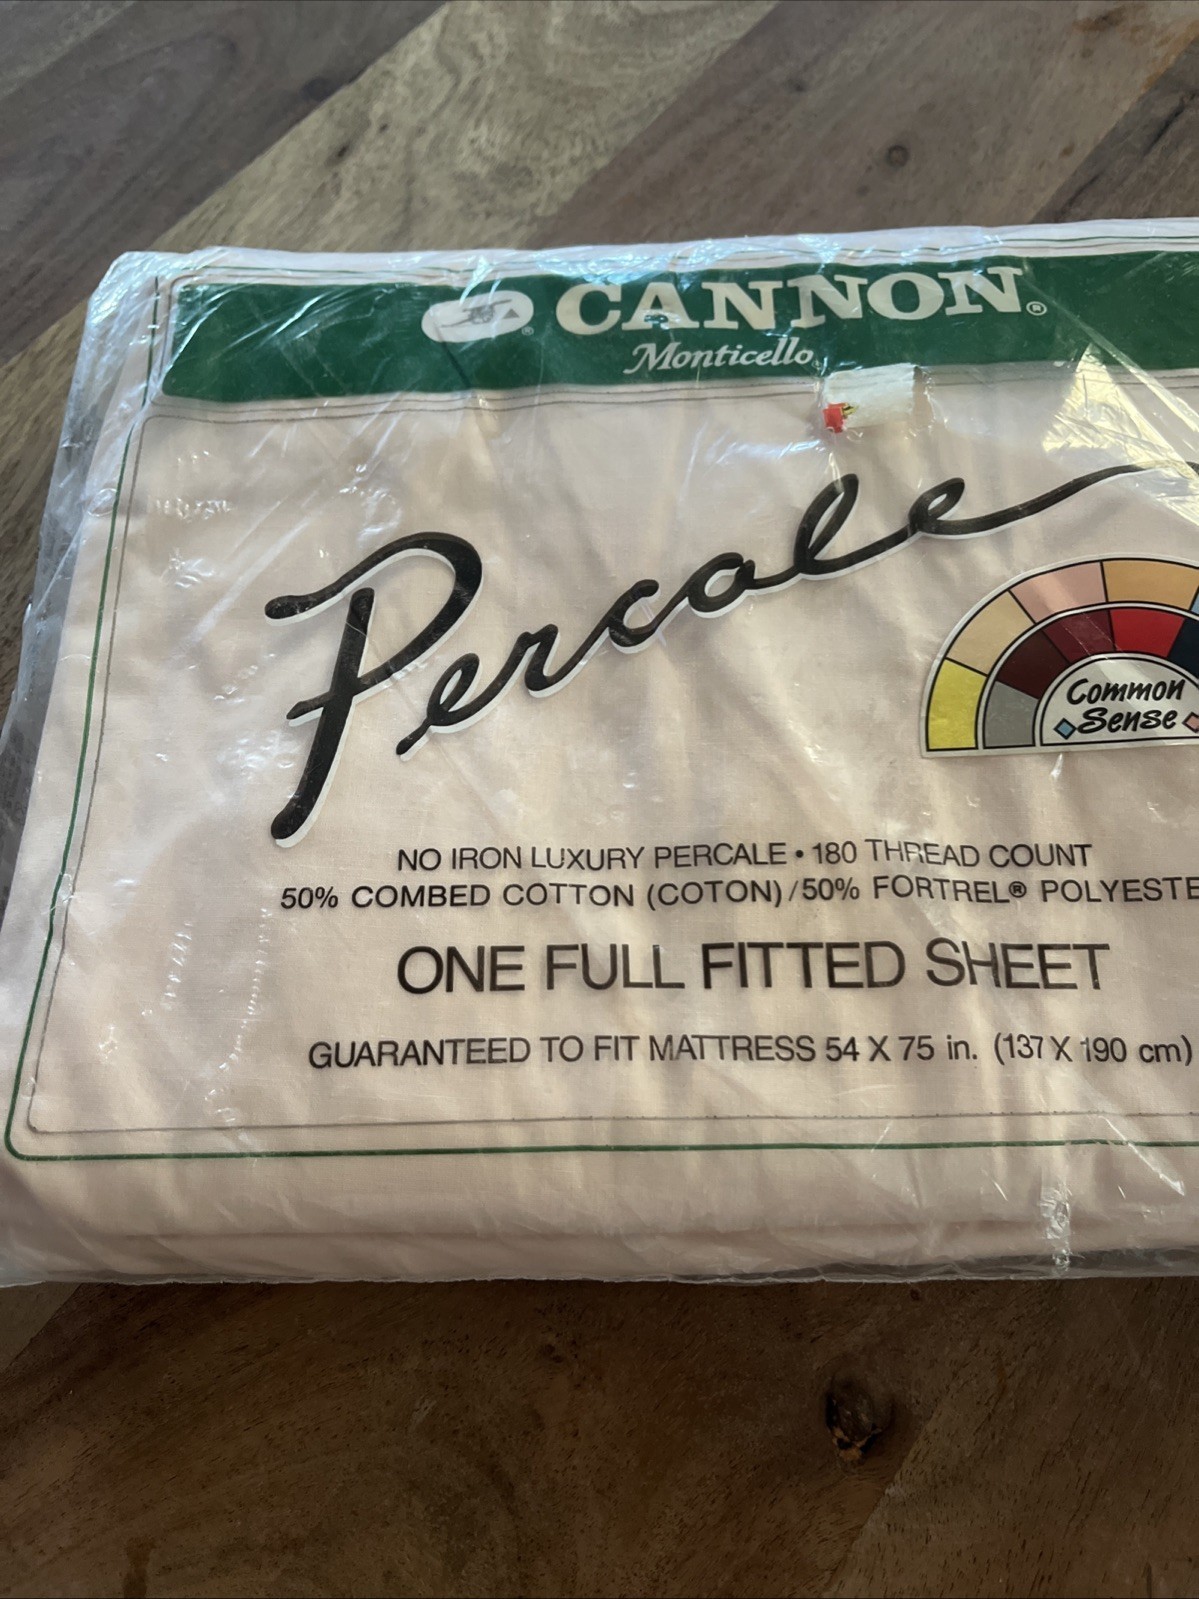 CANNON®
Monticello
Percale
Common
Sense
NO IRON LUXURY PERCALE • 180 THREAD COUNT
50% COMBED COTTON (COTON)/50% FORTREL® POLYESTE
ONE FULL FITTED SHEET
GUARANTEED TO FIT MATTRESS 54 X 75 in. (137 X 190 cm)